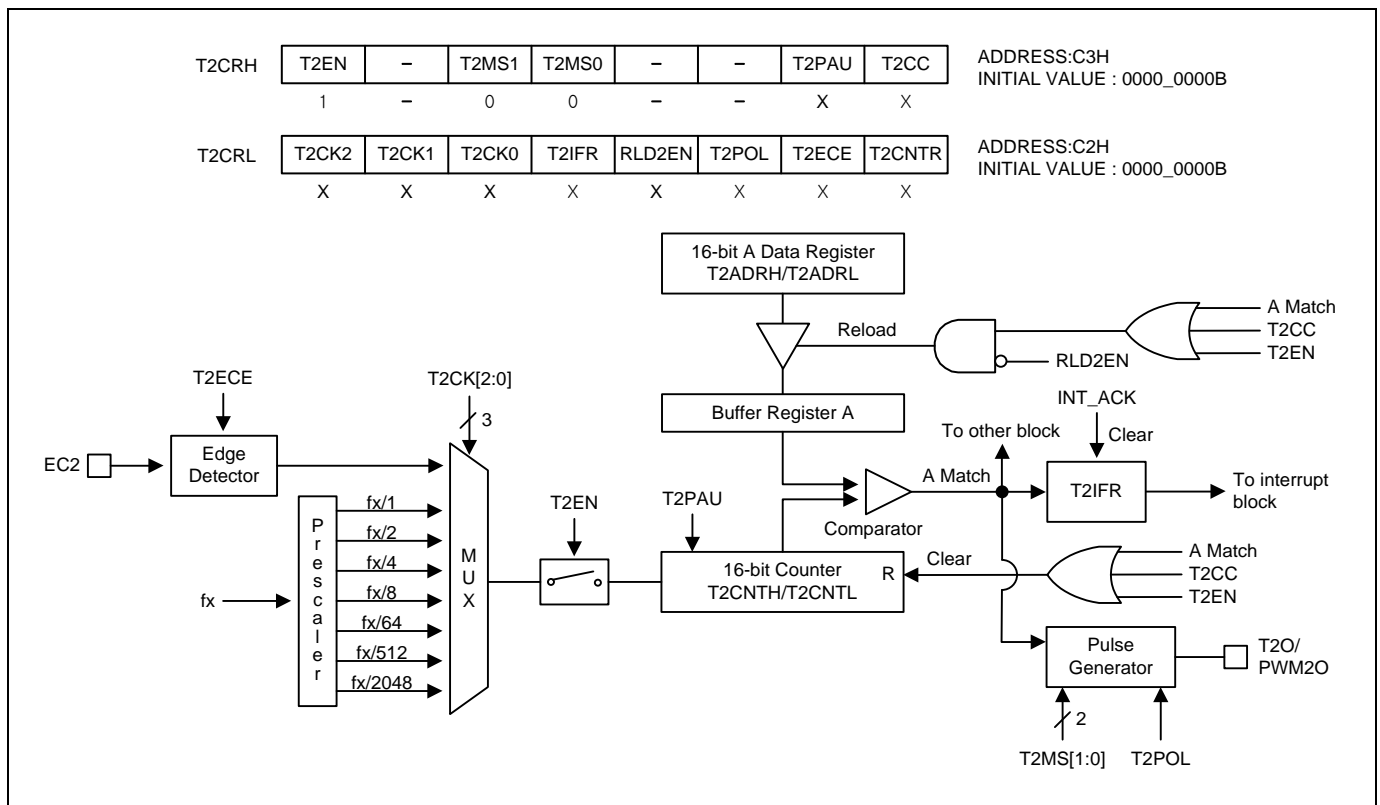 T2CRH T2EN – T2MS1 T2MS0 – – T2PAU T2CC ADDRESS:C3H
INITIAL VALUE : 0000_0000B
1 – 0 0 – – X X
T2CRL T2CK2 T2CK1 T2CK0 T2IFR RLD2EN T2POL T2ECE T2CNTR ADDRESS:C2H
INITIAL VALUE : 0000_0000B
X X X X X X X X
16-bit A Data Register
T2ADRH/T2ADRL
Reload
A Match
T2CC
T2EN
RLD2EN
T2ECE
T2CK[2:0]
3
Buffer Register A
INT_ACK
Clear
To other block
EC2
Edge
Detector
A Match
T2IFR
To interrupt
block
Comparator
Prescaler
fx/1
fx/2
fx/4
fx/8
fx/64
fx/512
fx/2048
fx
MUX
T2EN
T2PAU
16-bit Counter
T2CNTH/T2CNTL
R
Clear
A Match
T2CC
T2EN
Pulse
Generator
T2O/
PWM2O
2
T2MS[1:0]
T2POL